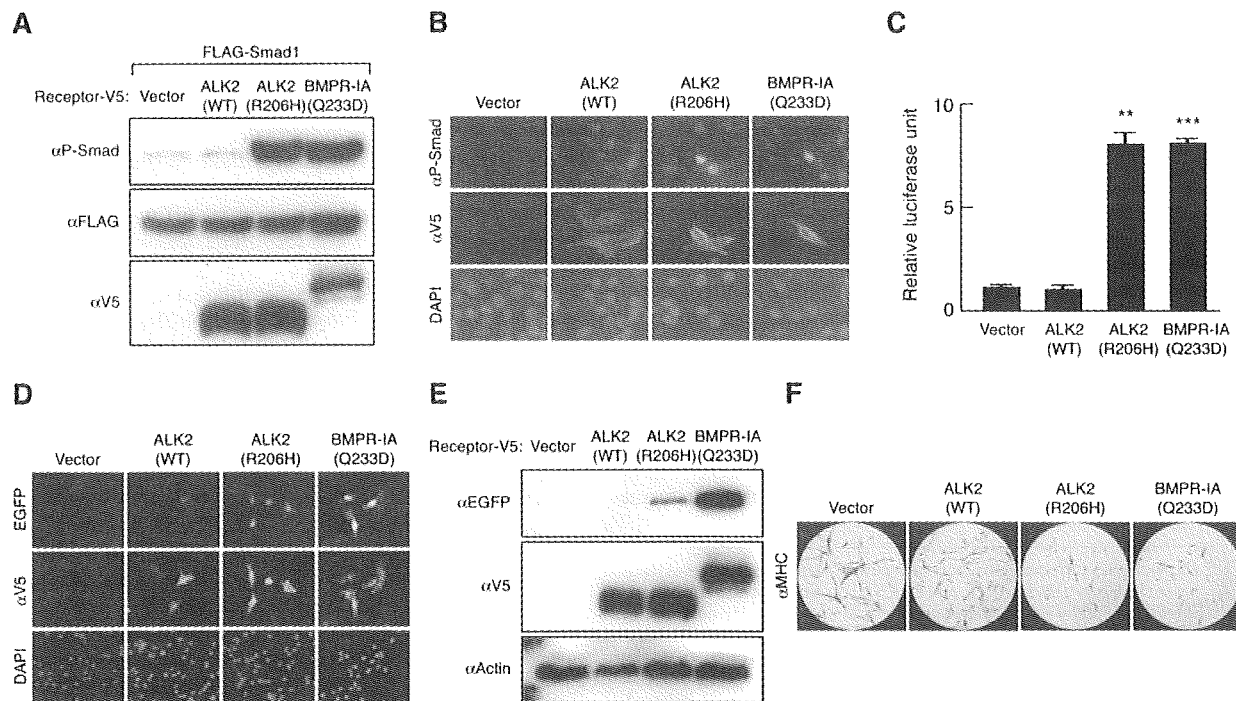 A
FLAG-Smad1
Receptor-V5: Vector ALK2 (WT) ALK2 (R206H) BMPR-IA (Q233D)
αP-Smad
αFLAG
αV5
B
Vector ALK2 (WT) ALK2 (R206H) BMPR-IA (Q233D)
αP-Smad
αV5
DAPI
C
Relative luciferase unit
10
5
0
** ***
Vector ALK2 (WT) ALK2 (R206H) BMPR-IA (Q233D)
D
Vector ALK2 (WT) ALK2 (R206H) BMPR-IA (Q233D)
EGFP
αV5
DAPI
E
Receptor-V5: Vector ALK2 (WT) ALK2 (R206H) BMPR-IA (Q233D)
αEGFP
αV5
αActin
F
Vector ALK2 (WT) ALK2 (R206H) BMPR-IA (Q233D)
αMHC